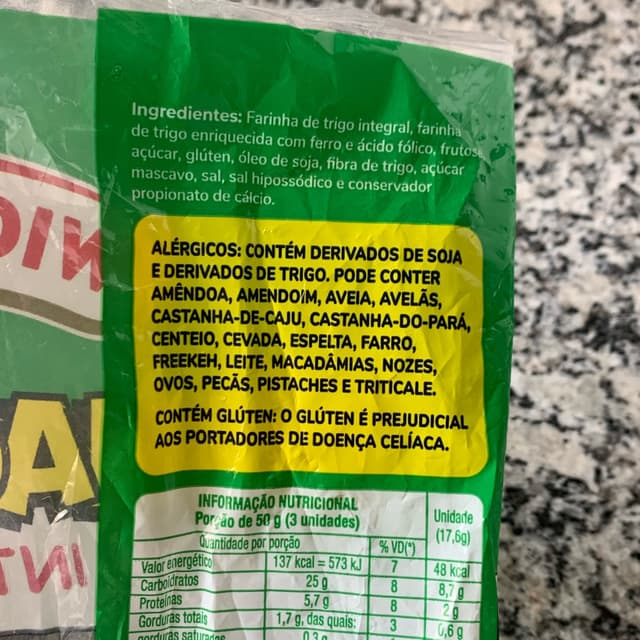 Ingredientes: Farinha de trigo integral, farinha
de trigo enriquecida com ferro e ácido fólico, frutose,
açúcar, glúten, óleo de soja, fibra de trigo, açúcar
mascavo, sal, sal hipossódico e conservador
propionato de cálcio.
ALÉRGICOS: CONTÉM DERIVADOS DE SOJA
E DERIVADOS DE TRIGO. PODE CONTER
AMÊNDOA, AMENDOIM, AVEIA, AVELÃS,
CASTANHA-DE-CAJU, CASTANHA-DO-PARÁ,
CENTEIO, CEVADA, ESPELTA, FARRO,
FREEKEH, LEITE, MACADÂMIAS, NOZES,
OVOS, PECÃS, PISTACHES E TRITICALE.
CONTÉM GLÚTEN: O GLÚTEN É PREJUDICIAL
AOS PORTADORES DE DOENÇA CELÍACA.
INFORMAÇÃO NUTRICIONAL
Porção de 50 g (3 unidades)
Unidade
(17,6g)
Quantidade por porção % VD(*)
Valor energético 137 kcal = 573 kJ 7 48 kcal
Carboidratos 25 g 8 8,7 g
Proteínas 5,7 g 8 2 g
Gorduras totais 1,7 g, das quais: 3 0,6 g
gorduras saturadas 0,3 g